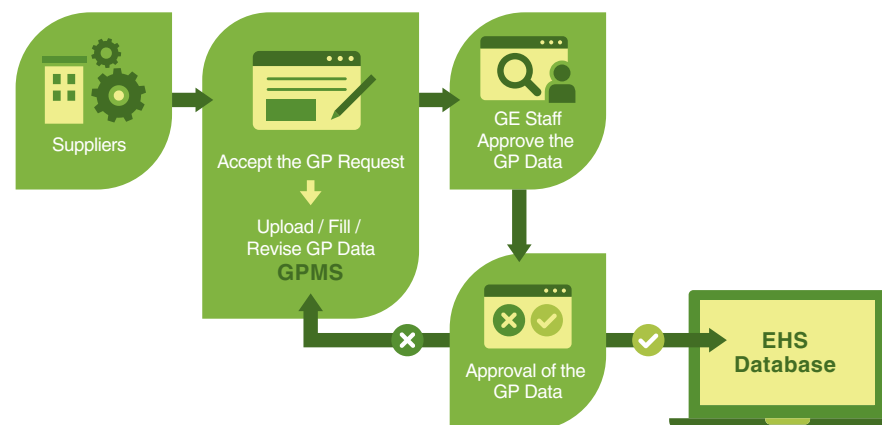 Suppliers
Accept the GP Request
Upload / Fill /
Revise GP Data
GPMS
GE Staff
Approve the
GP Data
Approval of the
GP Data
EHS
Database